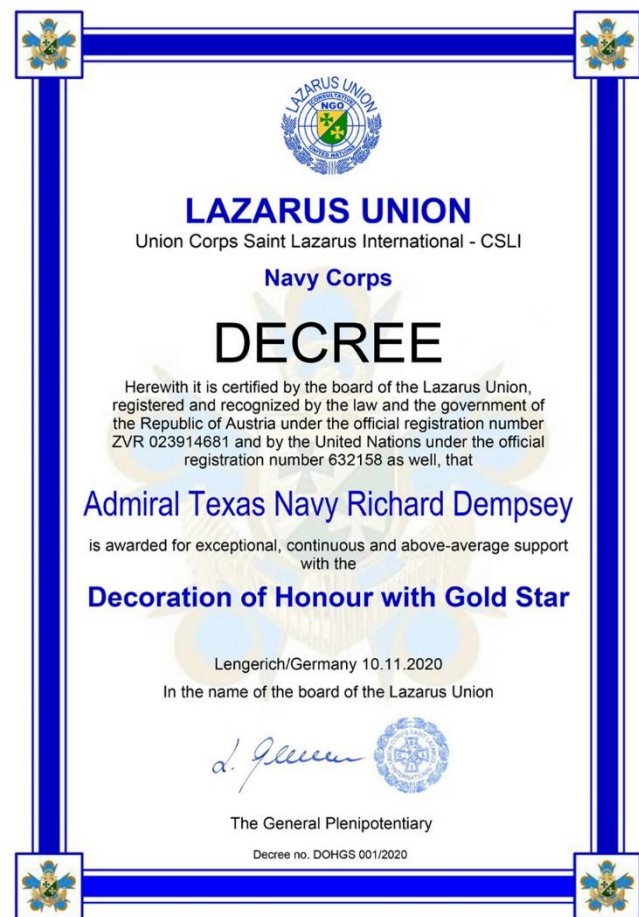 LAZARUS UNION
CONSULTATIVE
NGO
UNITED NATIONS
LAZARUS UNION
Union Corps Saint Lazarus International - CSLI
Navy Corps
DECREE
Herewith it is certified by the board of the Lazarus Union,
registered and recognized by the law and the government of
the Republic of Austria under the official registration number
ZVR 023914681 and by the United Nations under the official
registration number 632158 as well, that
Admiral Texas Navy Richard Dempsey
is awarded for exceptional, continuous and above-average support
with the
Decoration of Honour with Gold Star
Lengerich/Germany 10.11.2020
In the name of the board of the Lazarus Union
UNION CORPS SAINT LAZARUS
INTERNATIONAL
The General Plenipotentiary
Decree no. DOHGS 001/2020